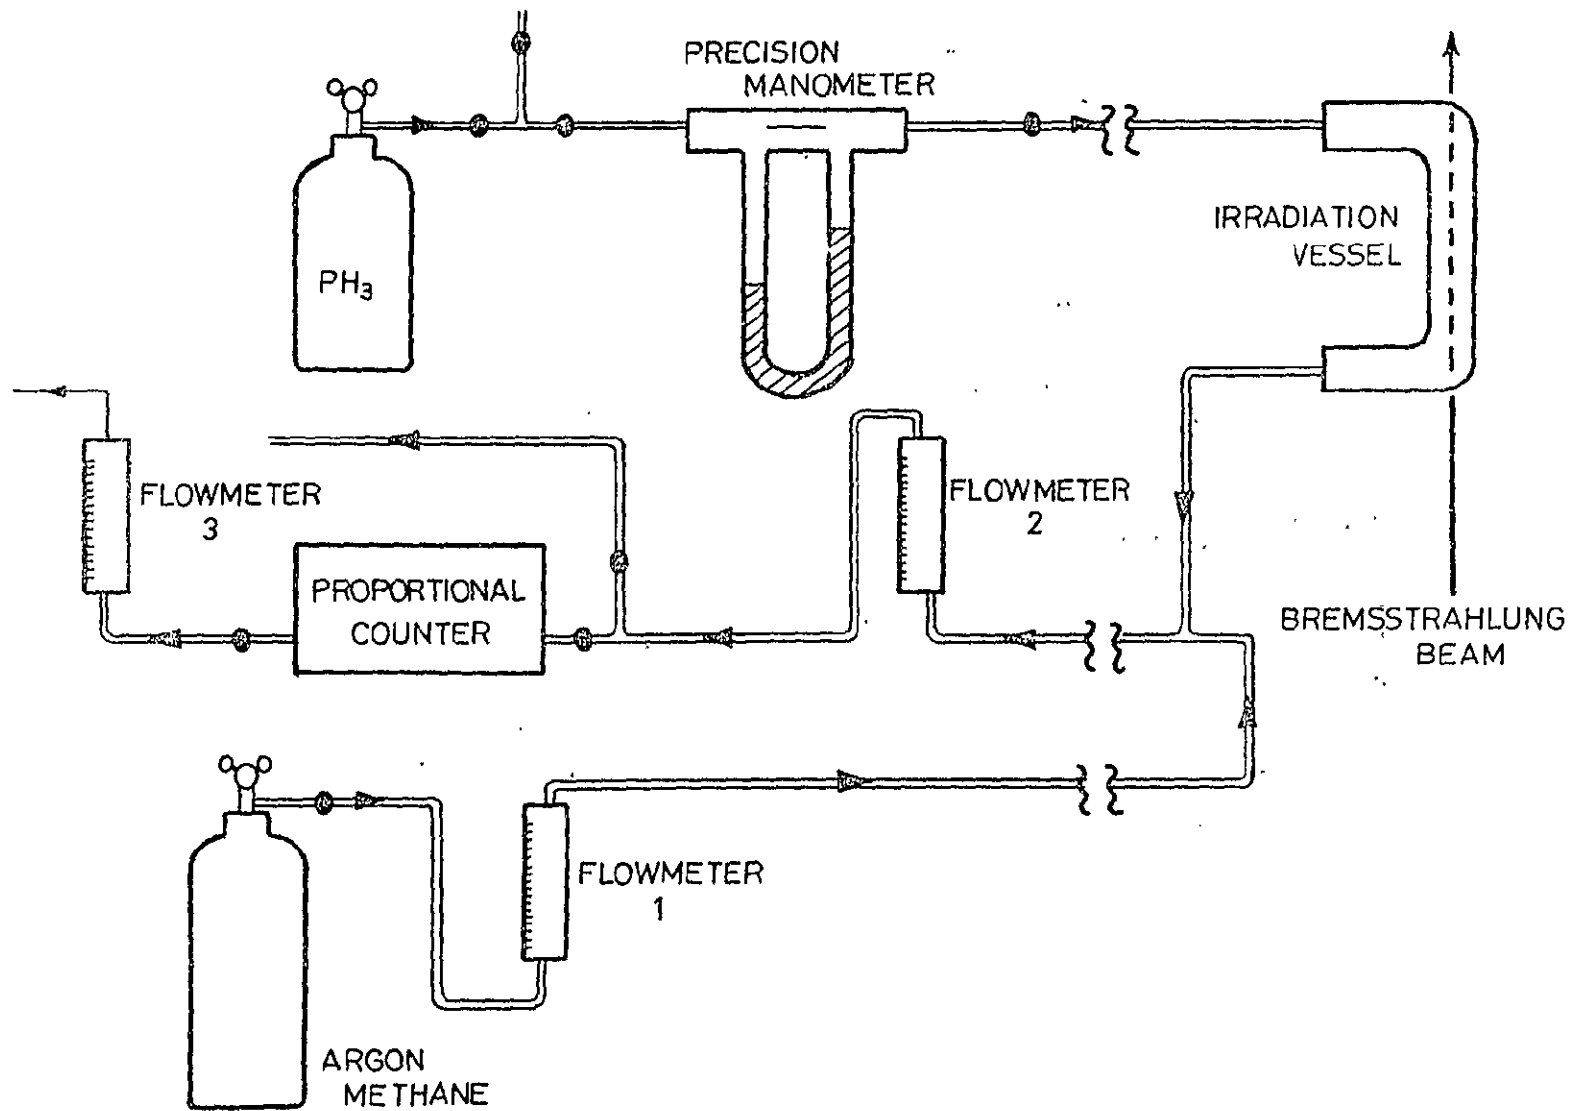 PRECISION
MANOMETER
PH3
IRRADIATION
VESSEL
FLOWMETER
3
FLOWMETER
2
PROPORTIONAL
COUNTER
BREMSSTRAHLUNG
BEAM
FLOWMETER
1
ARGON
METHANE